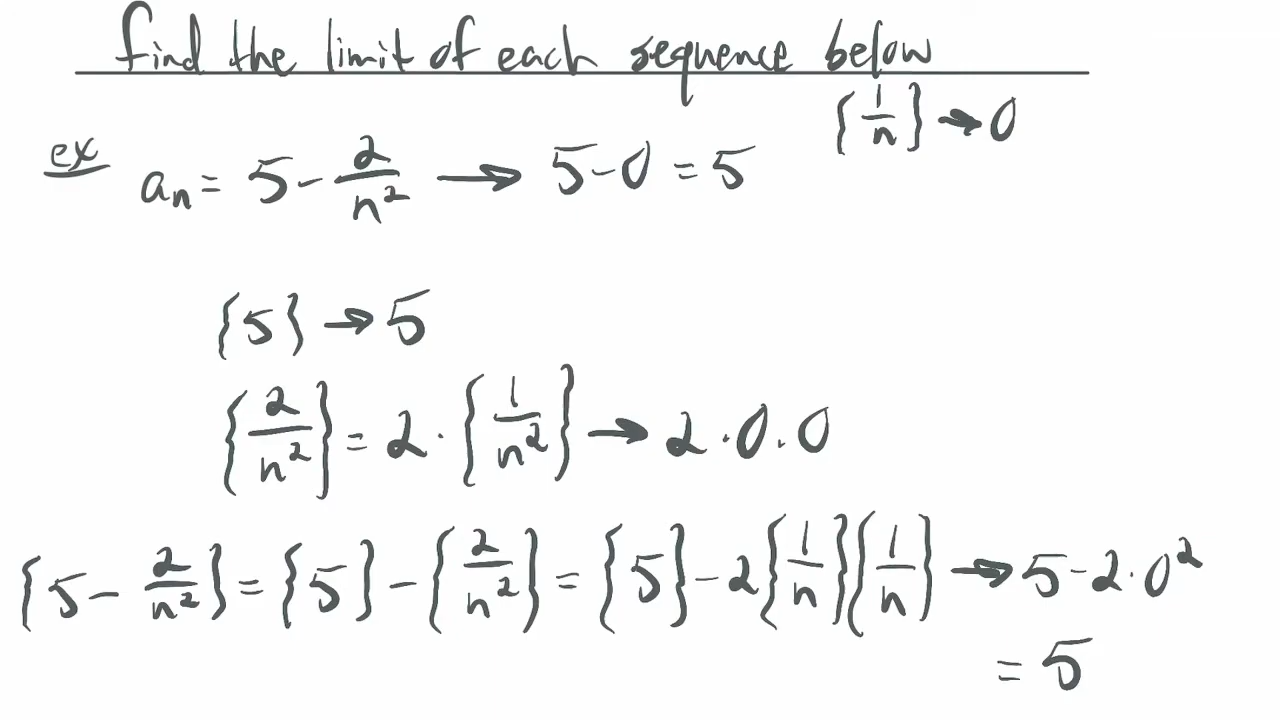 find the limit of each sequence below
{1/n} → 0
ex aₙ = 5 - 2/n² → 5 - 0 = 5
{5} → 5
{2/n²} = 2 · {1/n²} → 2 · 0 . 0
{5 - 2/n²} = {5} - {2/n²} = {5} - 2{1/n}{1/n} → 5 - 2 · 0²
= 5